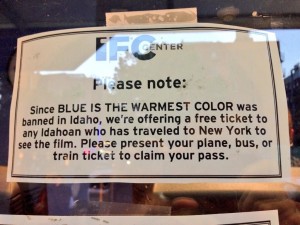 IFC CENTER
Please note:
Since BLUE IS THE WARMEST COLOR was
banned in Idaho, we're offering a free ticket to
any Idahoan who has traveled to New York to
see the film. Please present your plane, bus, or
train ticket to claim your pass.